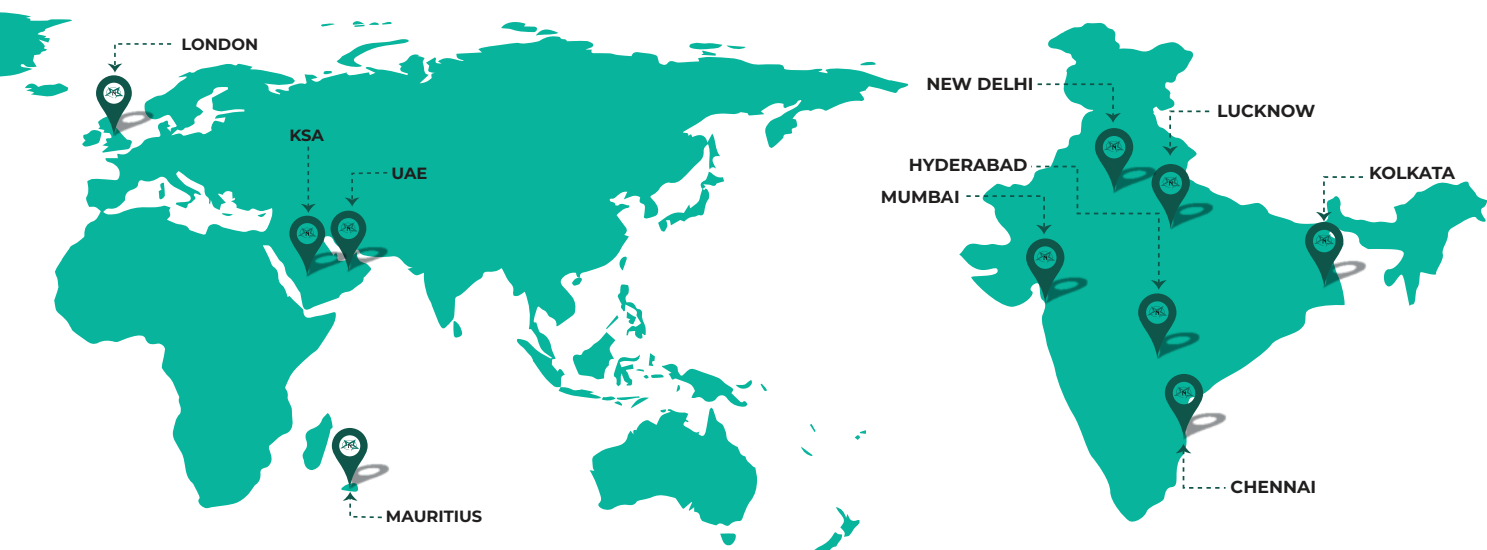 LONDON
KSA
UAE
MAURITIUS
NEW DELHI
LUCKNOW
HYDERABAD
KOLKATA
MUMBAI
CHENNAI